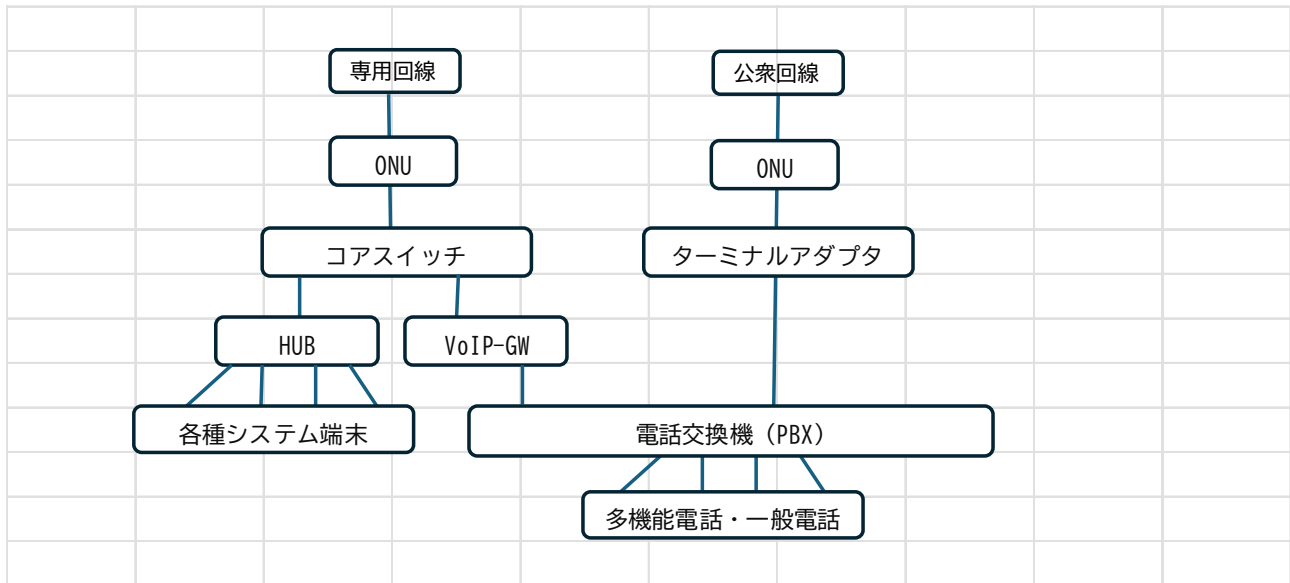 専用回線
公衆回線
ONU
ONU
コアスイッチ
ターミナルアダプタ
HUB
VoIP-GW
各種システム端末
電話交換機（PBX）
多機能電話・一般電話